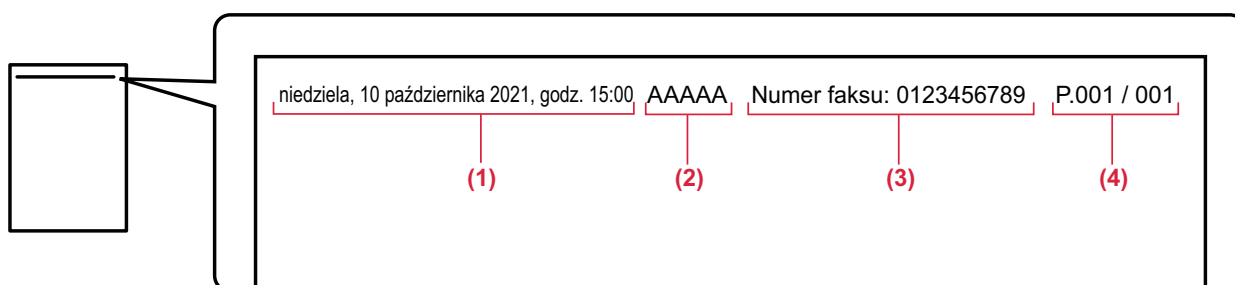 niedziela, 10 października 2021, godz. 15:00 AAAAA Numer faksu: 0123456789 P.001 / 001
(1) (2) (3) (4)